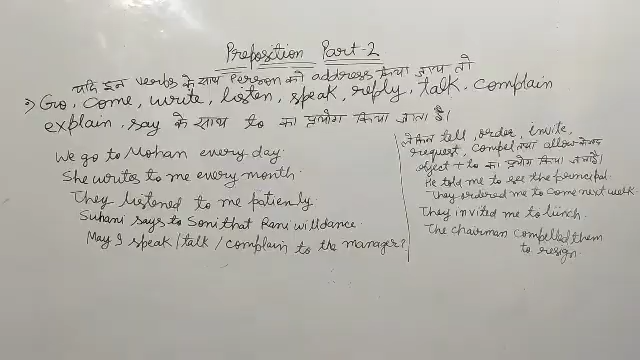 Preposition Part-2
यदि इन verbs के साथ Person को address किया जाय तो
⇒ Go, come, write, listen, speak, reply, talk, complain
explain, say के साथ to का प्रयोग किया जाता है।
We go to Mohan every day.
She writes to me every month.
They listened to me patiently.
Suhani says to Soni that Rani will dance.
May I speak/talk/complain to the manager?
लेकिन tell, order, invite,
request, compel तथा allow के बाद
object + to का प्रयोग किया जाता है।
He told me to see the principal.
They ordered me to come next week.
They invited me to lunch.
The chairman compelled them
to resign.